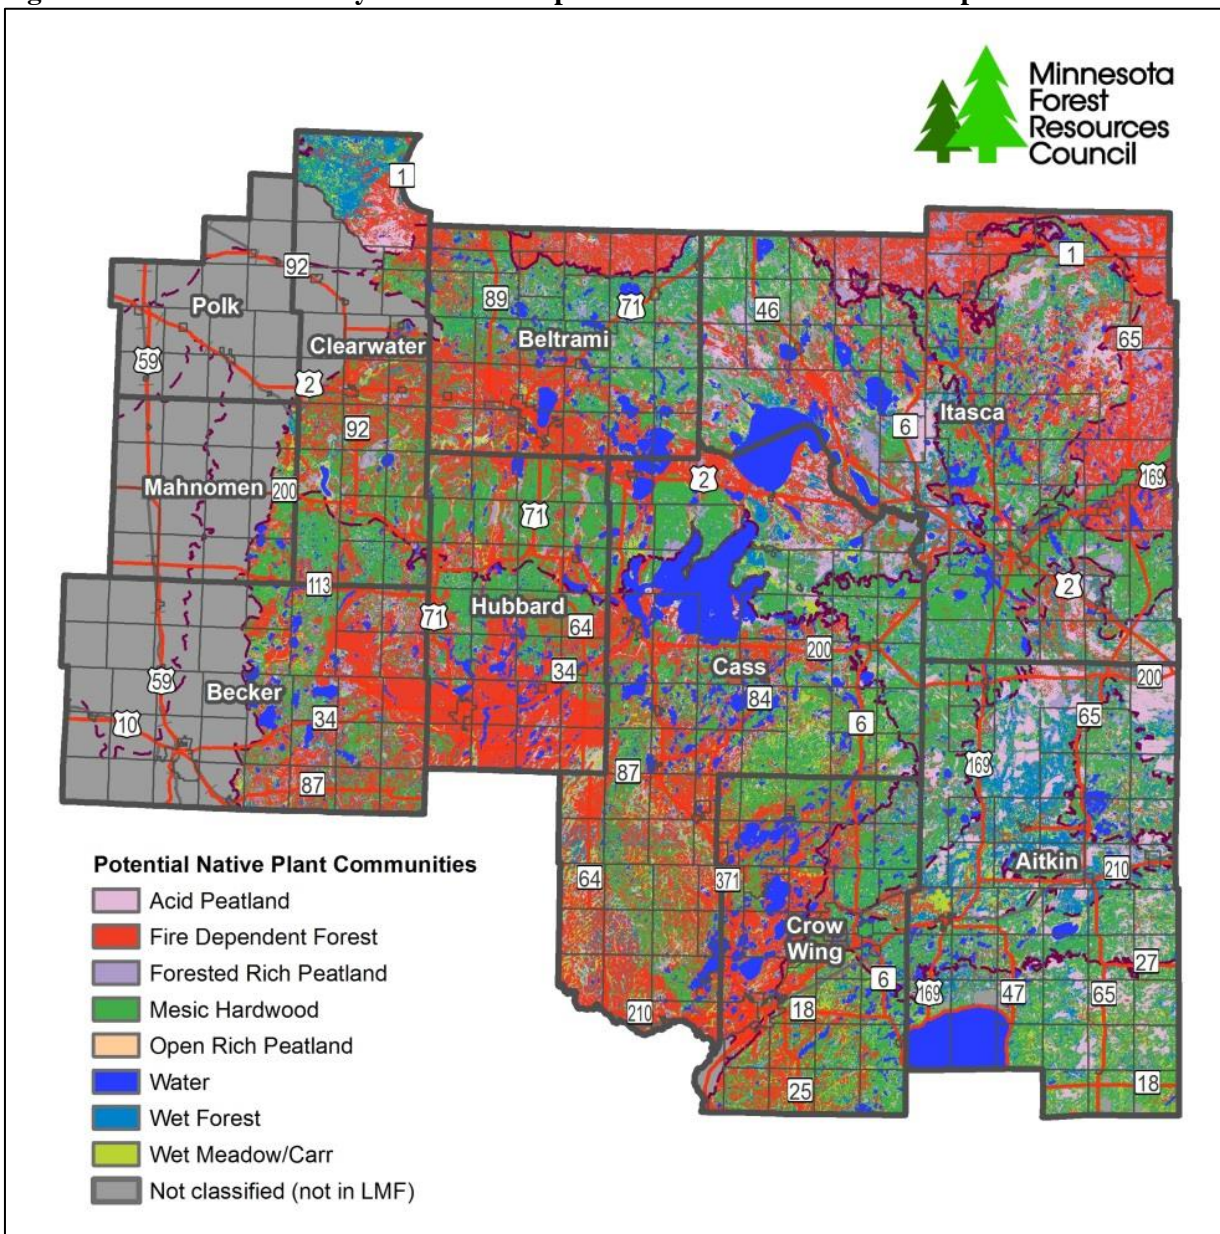 Minnesota
Forest
Resources
Council
1
92
1
89
71
46
Polk
65
59
Clearwater
Beltrami
2
Itasca
6
92
169
Mahnomen
200
2
71
113
2
71
Hubbard
64
200
34
Cass
200
59
Becker
84
65
10
34
6
169
87
87
Potential Native Plant Communities
Acid Peatland
Fire Dependent Forest
Forested Rich Peatland
Mesic Hardwood
Open Rich Peatland
Water
Wet Forest
Wet Meadow/Carr
Not classified (not in LMF)
64
371
Aitkin
210
Crow
Wing
27
6
169
47
65
18
210
25
18